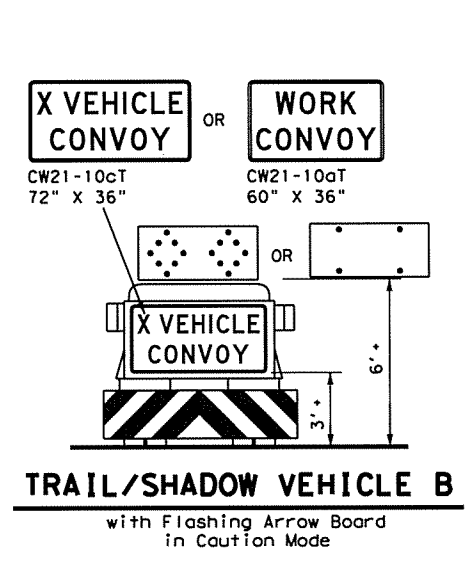 X VEHICLE
CONVOY
OR
WORK
CONVOY
CW21-10cT
72" X 36"
CW21-10aT
60" X 36"
OR
X VEHICLE
CONVOY
3'+
6'+
TRAIL/SHADOW VEHICLE B
with Flashing Arrow Board
in Caution Mode